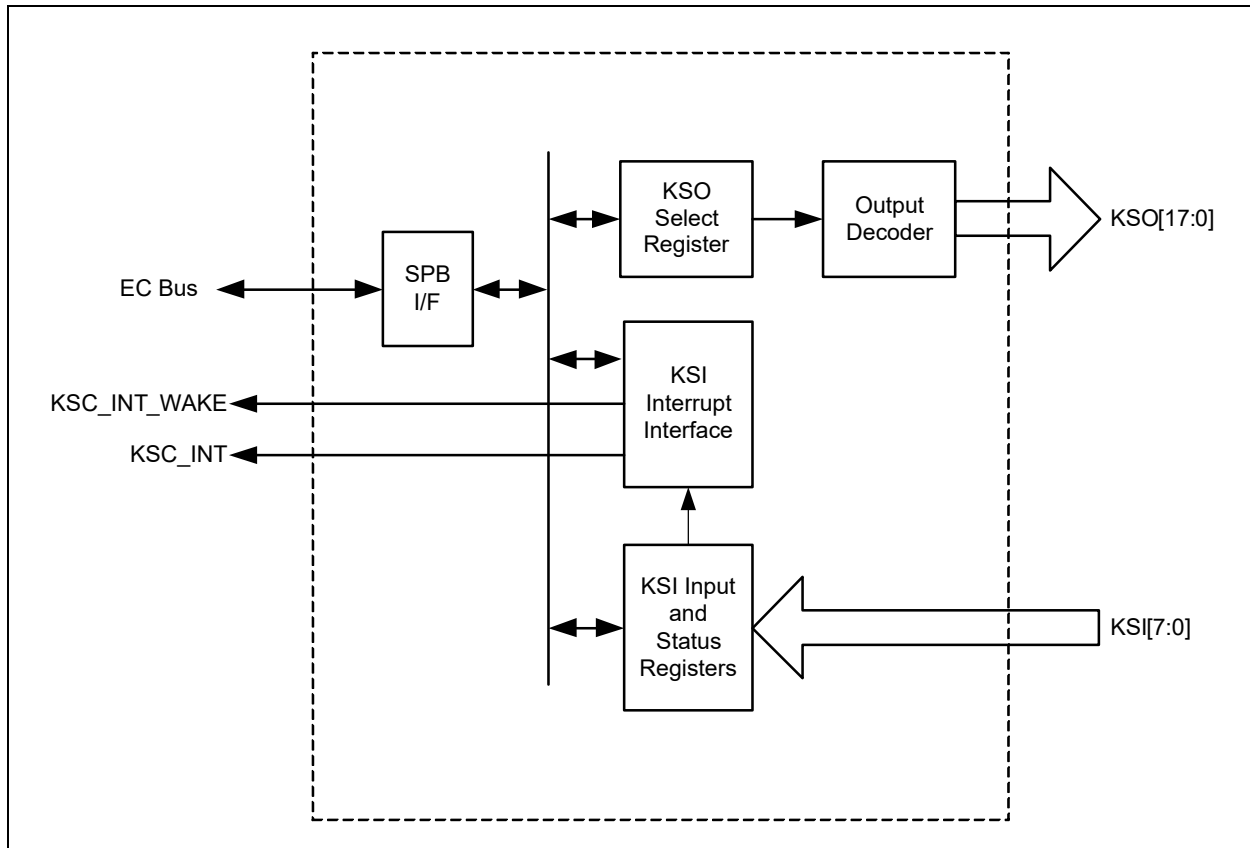 KSO
Select
Register
Output
Decoder
KSO[17:0]
EC Bus
SPB
I/F
KSI
Interrupt
Interface
KSC_INT_WAKE
KSC_INT
KSI Input
and
Status
Registers
KSI[7:0]